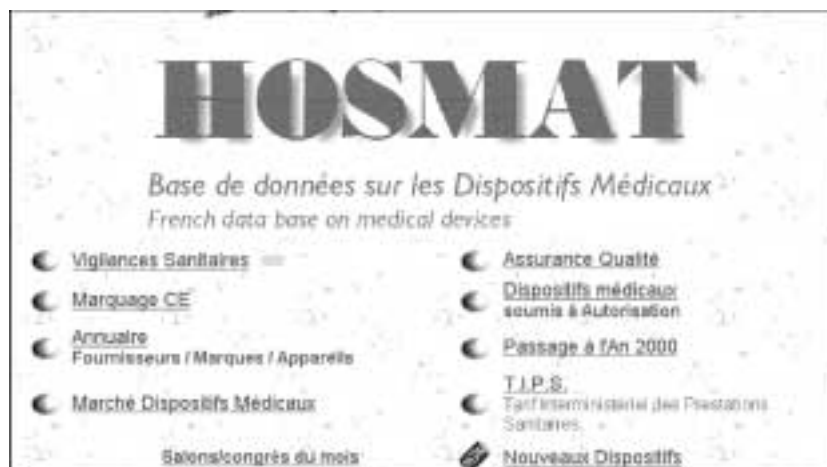 HOSMAT
Base de données sur les Dispositifs Médicaux
French data base on medical devices
Vigilances Sanitaires
Marquage CE
Annuaire
Fournisseurs / Marques / Appareils
Marché Dispositifs Médicaux
Salons/congrès du mois
Assurance Qualité
Dispositifs médicaux
soumis à Autorisation
Passage à l'An 2000
T.I.P.S.
Tarif Interministériel des Prestations
Sanitaires
Nouveaux Dispositifs